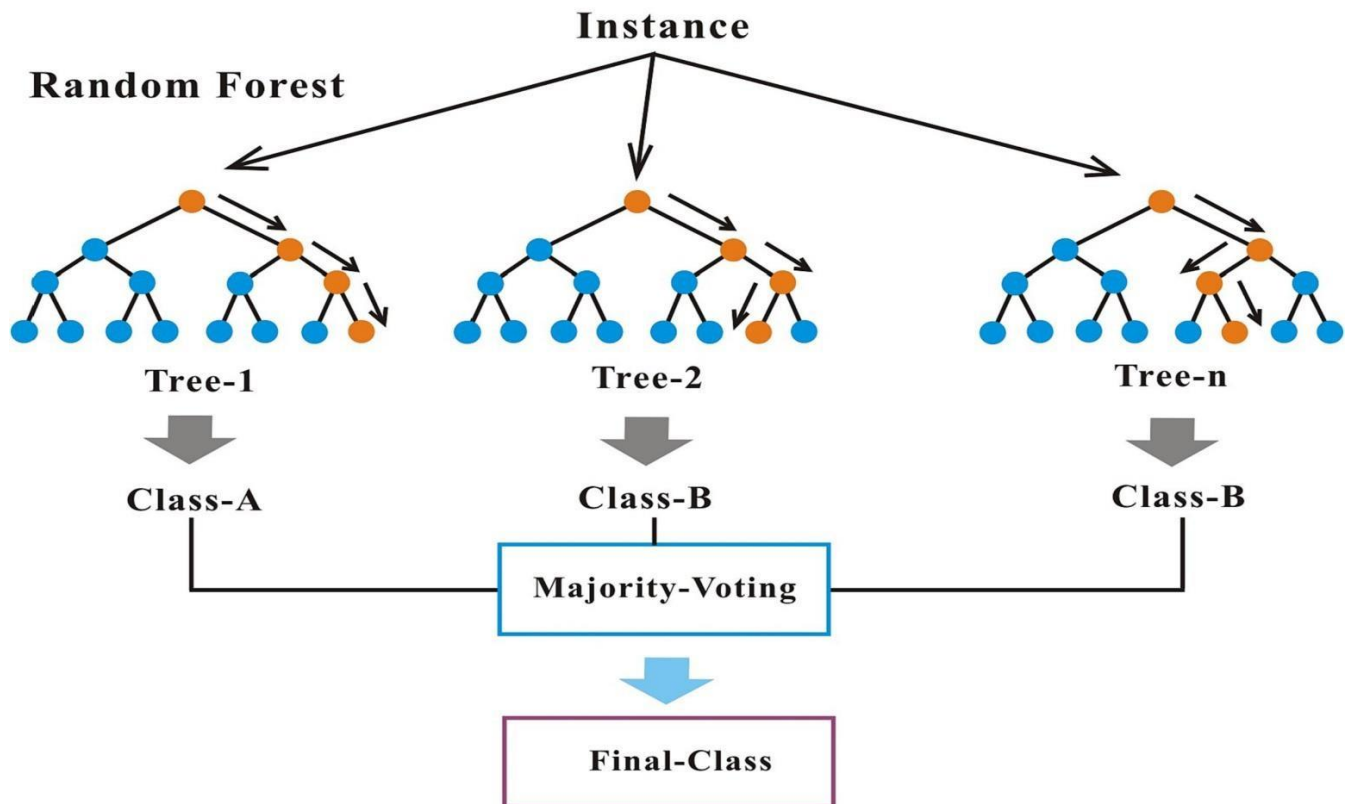 Instance
Random Forest
Tree-1
Tree-2
Tree-n
Class-A
Class-B
Class-B
Majority-Voting
Final-Class